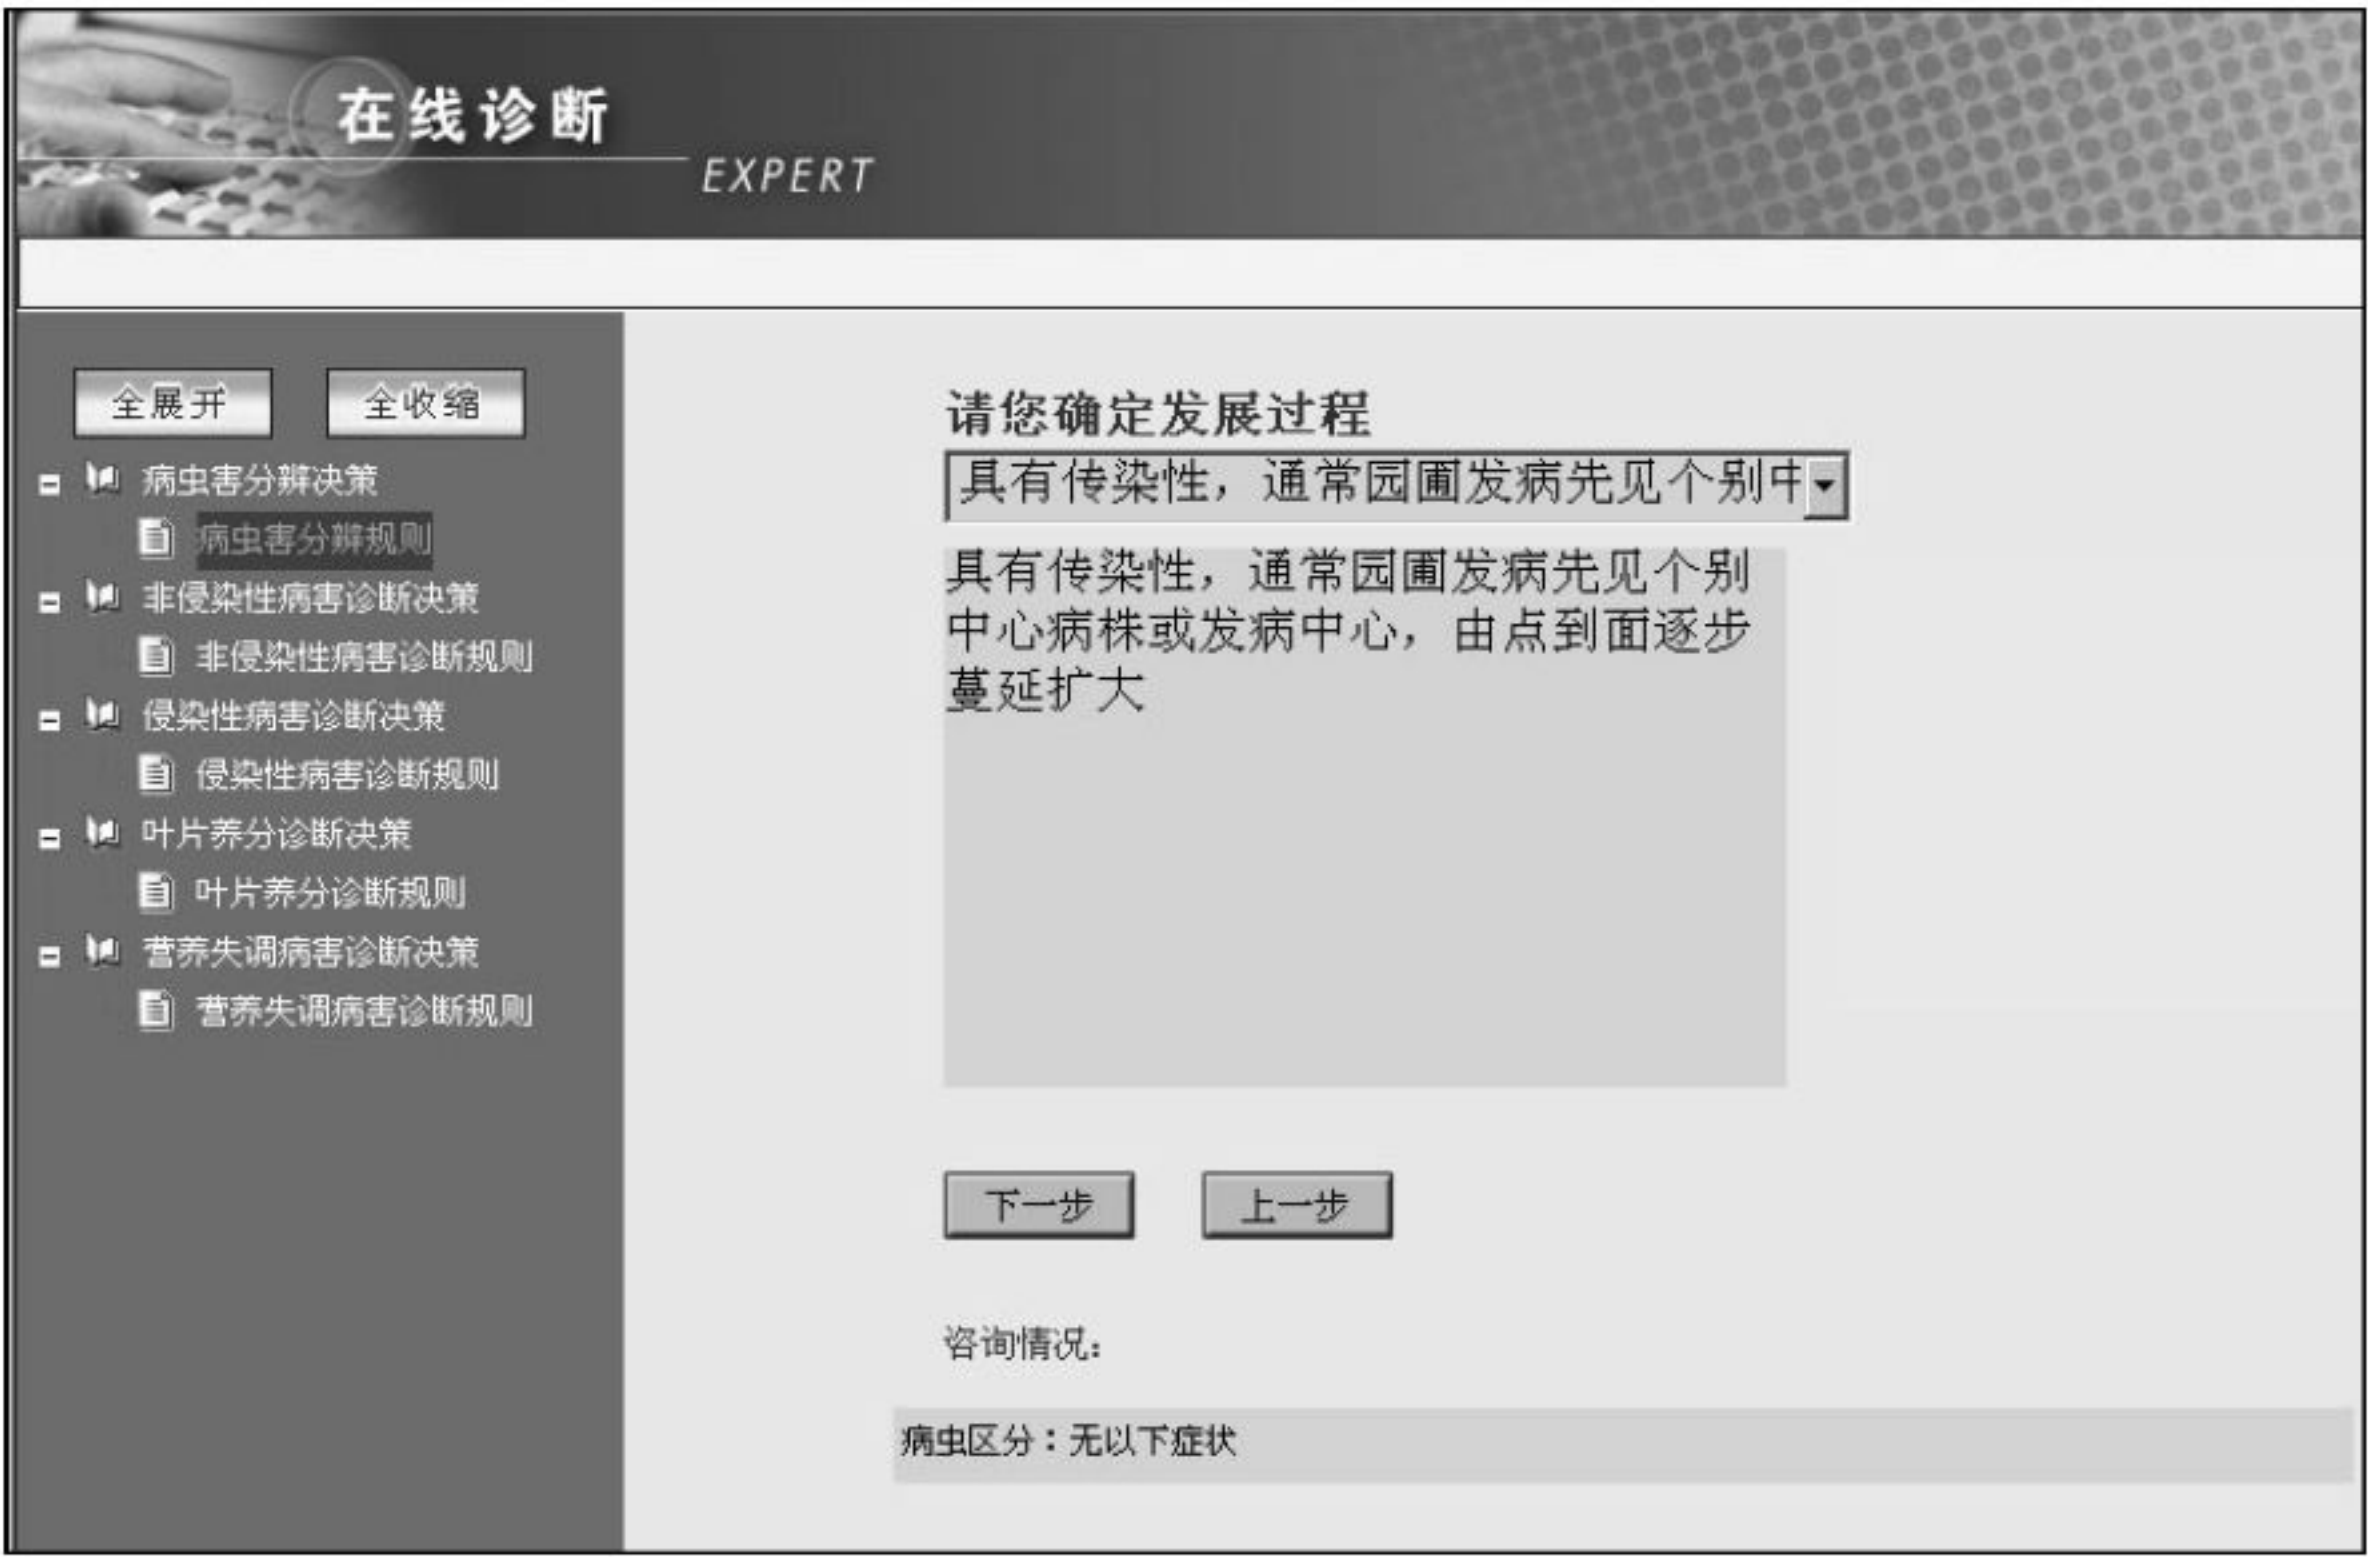 在线诊断
EXPERT
全展开 全收缩
病虫害分辨决策
病虫害分辨规则
非侵染性病害诊断决策
非侵染性病害诊断规则
侵染性病害诊断决策
侵染性病害诊断规则
叶片养分诊断决策
叶片养分诊断规则
营养失调病害诊断决策
营养失调病害诊断规则
请您确定发展过程
具有传染性，通常园圃发病先见个别中
具有传染性，通常园圃发病先见个别
中心病株或发病中心，由点到面逐步
蔓延扩大
下一步 上一步
咨询情况：
病虫区分：无以下症状